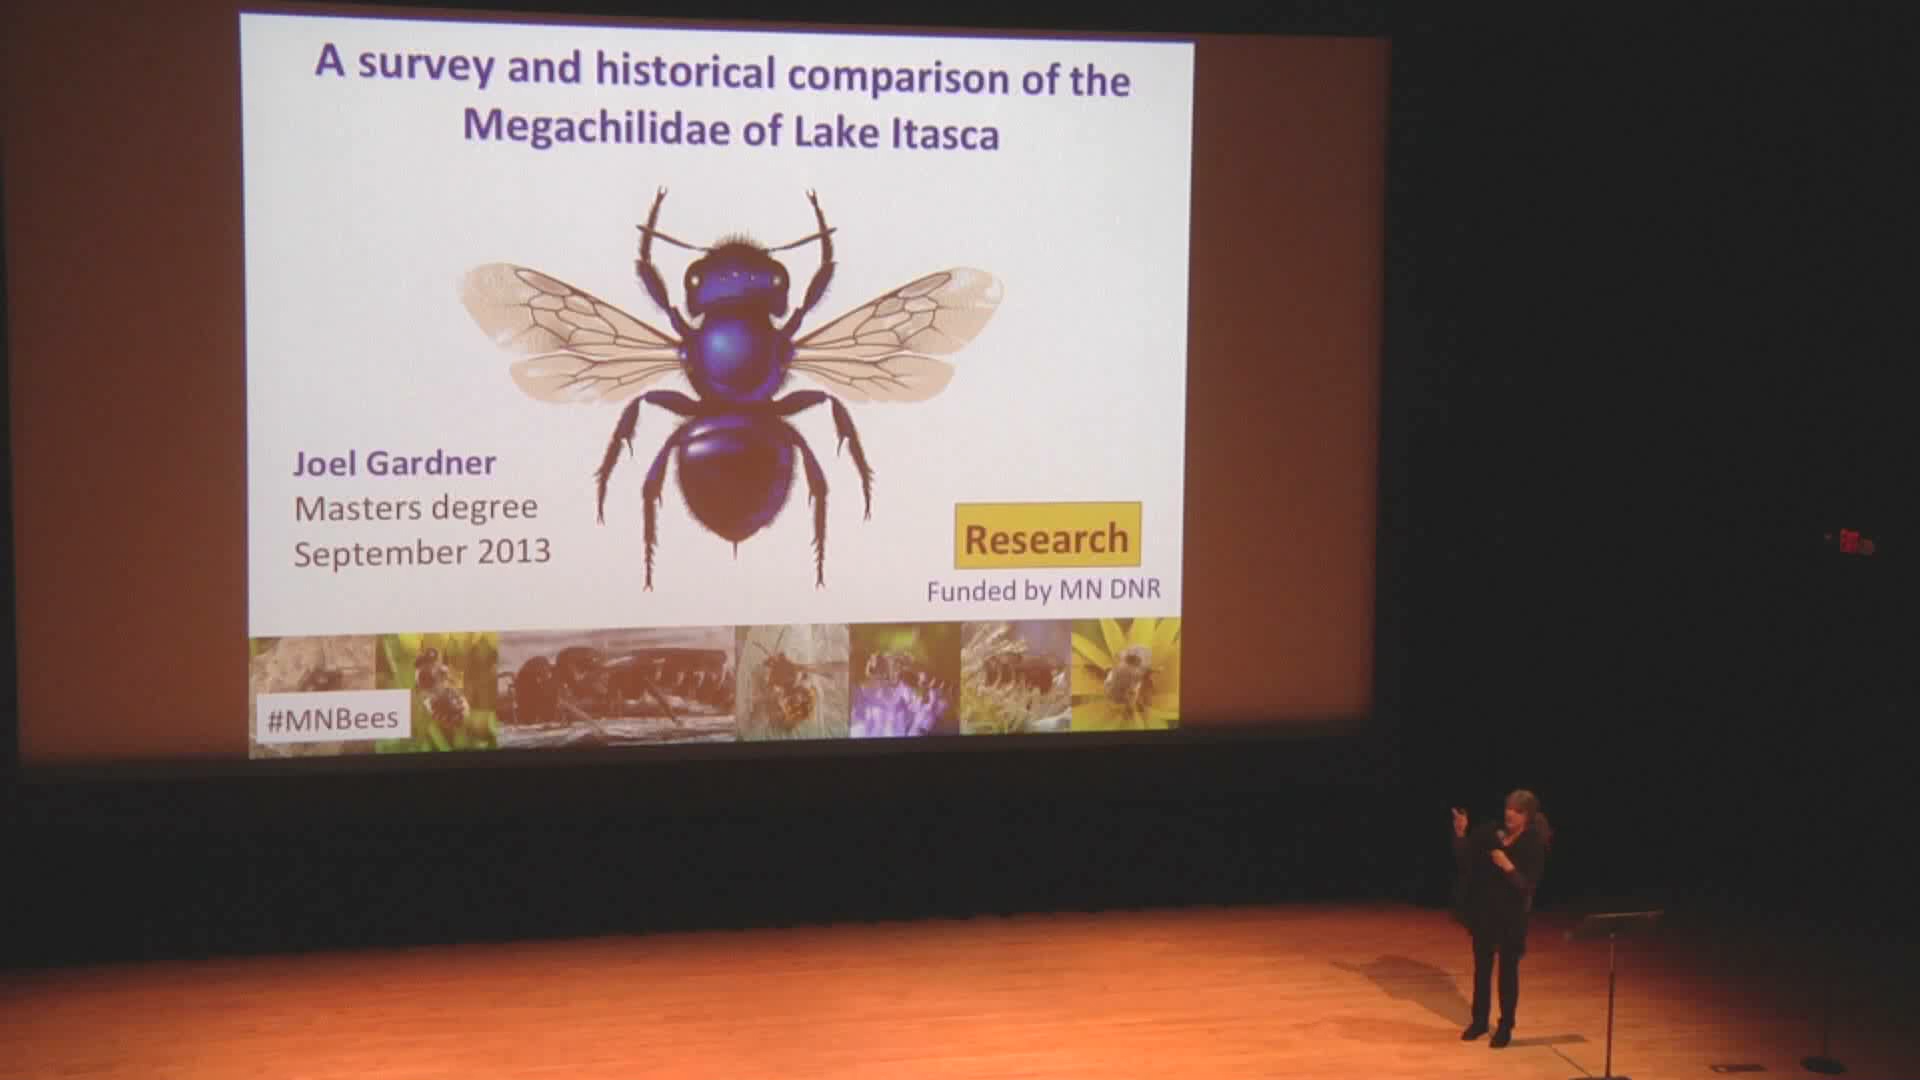 A survey and historical comparison of the
Megachilidae of Lake Itasca
Joel Gardner
Masters degree
September 2013
Research
Funded by MN DNR
#MNBees